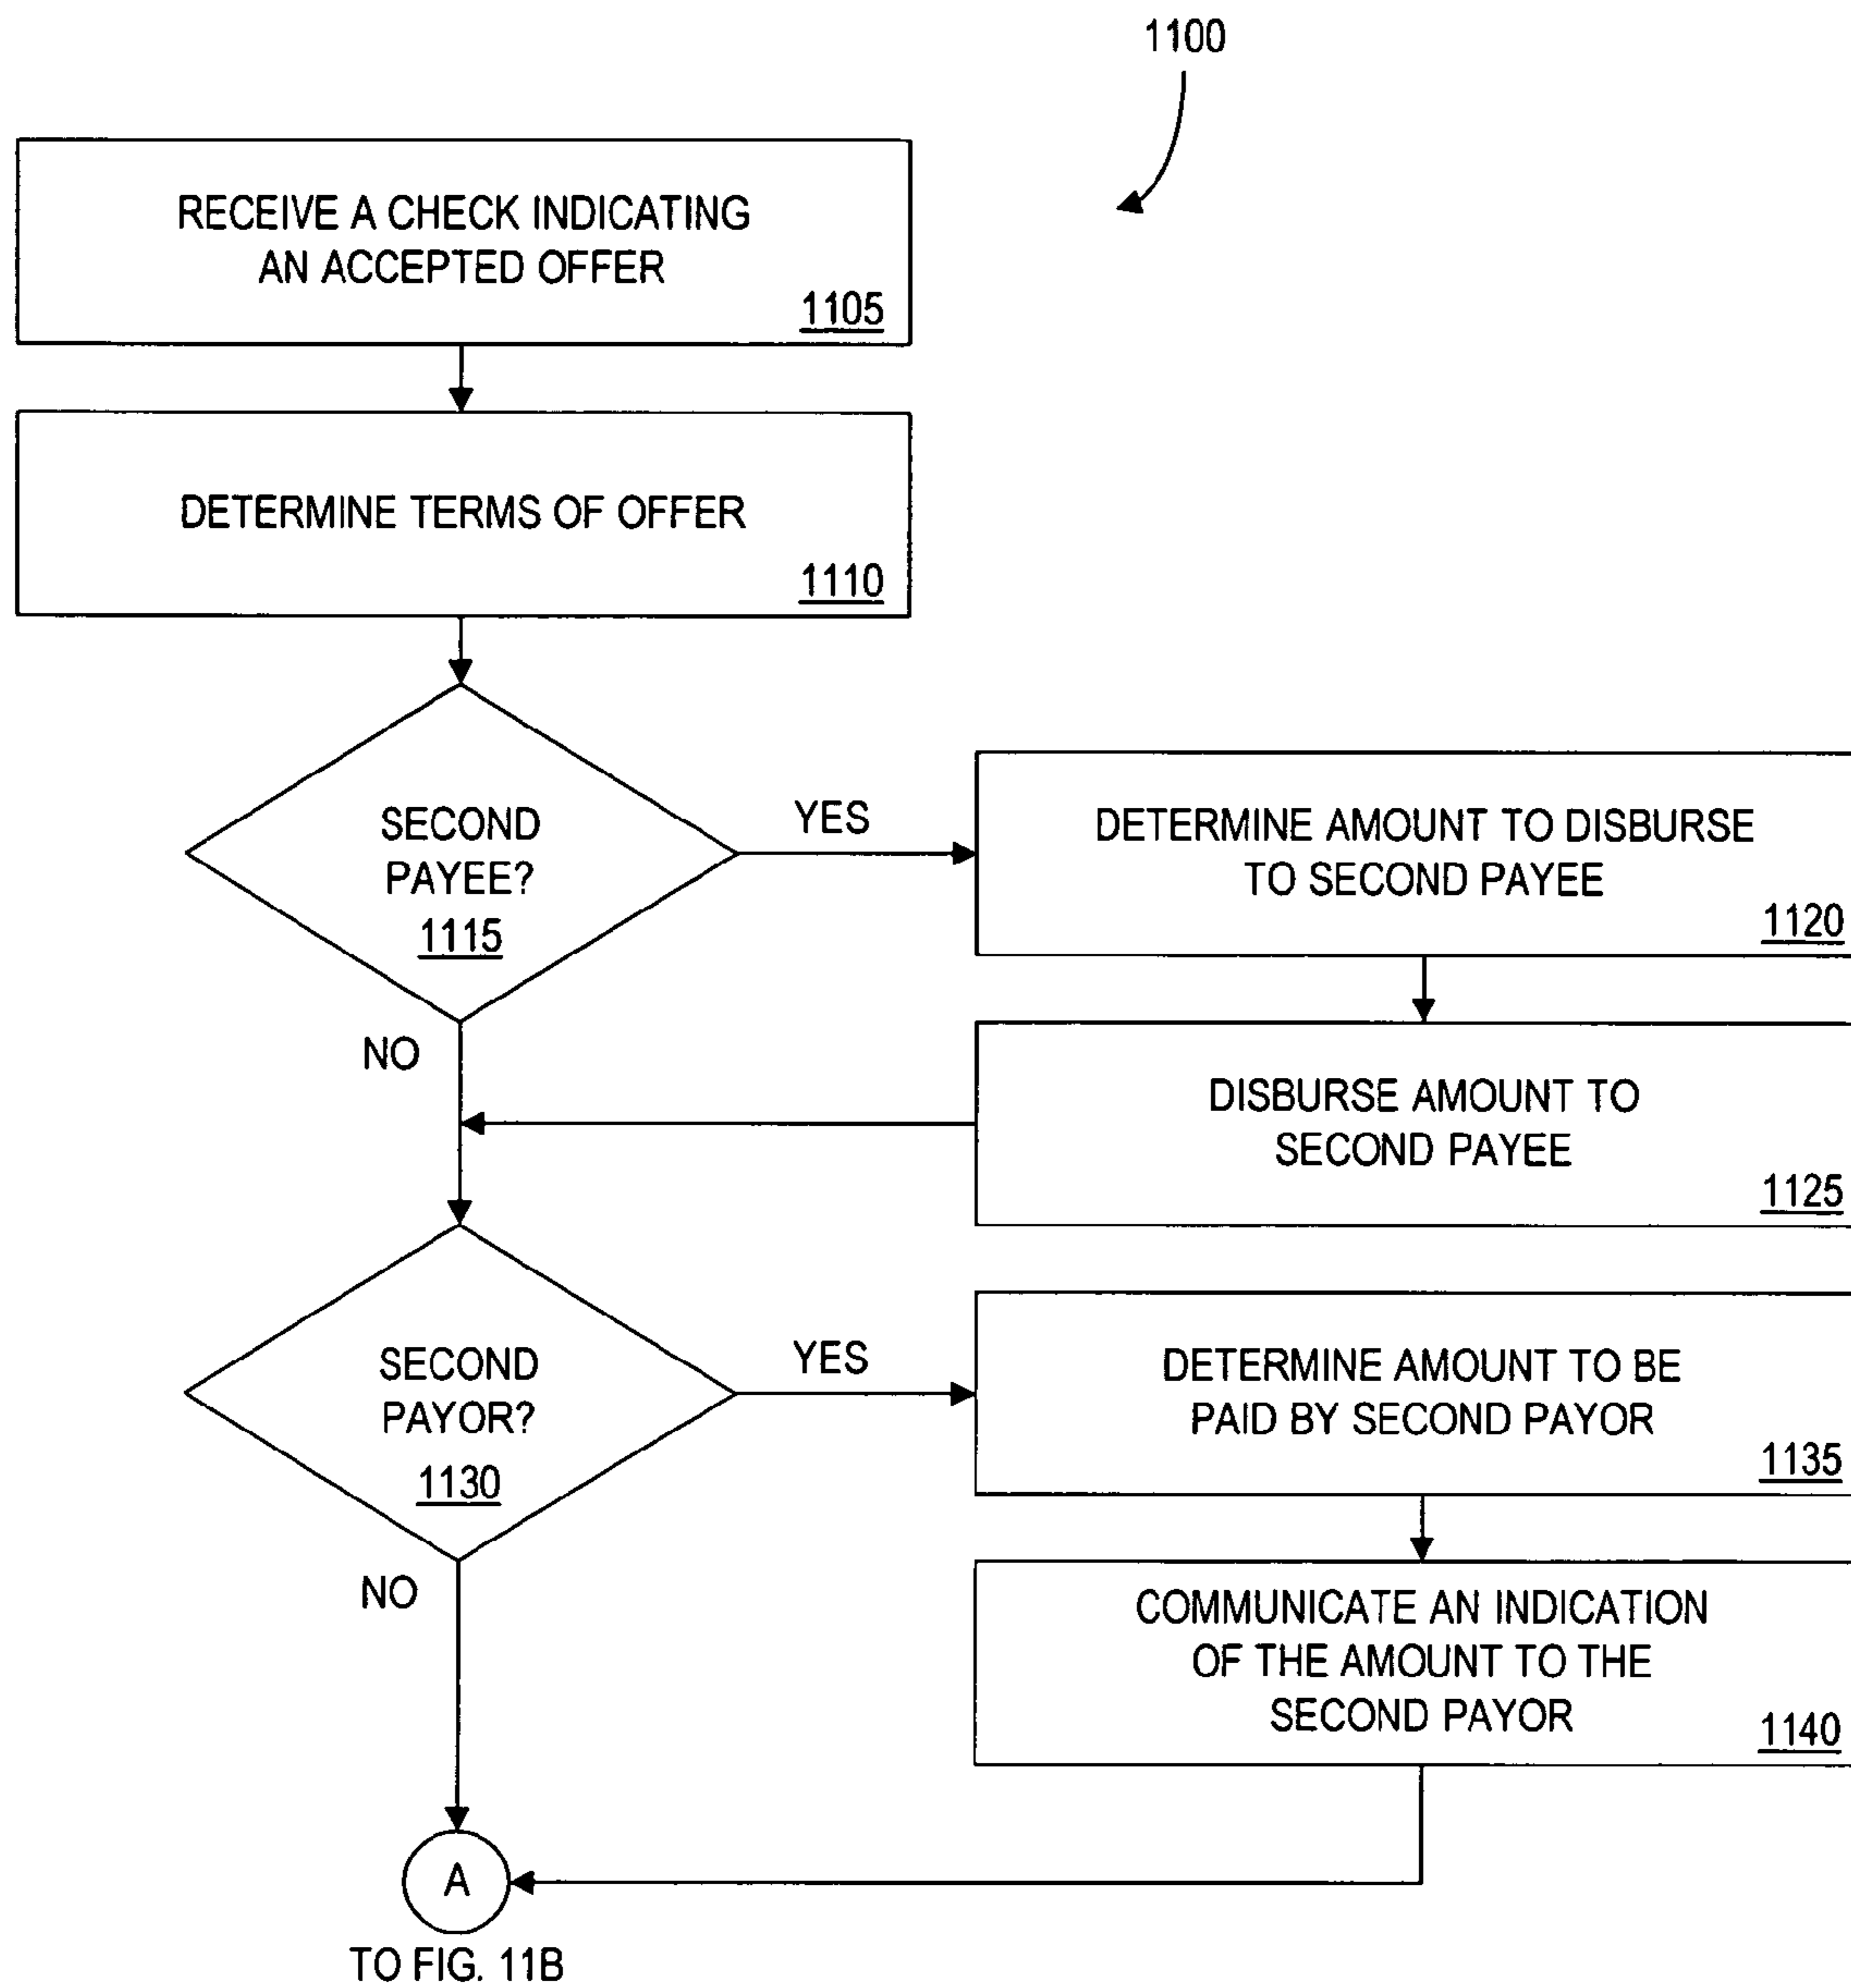 1100
RECEIVE A CHECK INDICATING
AN ACCEPTED OFFER
1105
DETERMINE TERMS OF OFFER
1110
SECOND
PAYEE?
1115
YES
NO
DETERMINE AMOUNT TO DISBURSE
TO SECOND PAYEE
1120
DISBURSE AMOUNT TO
SECOND PAYEE
1125
SECOND
PAYOR?
1130
YES
NO
DETERMINE AMOUNT TO BE
PAID BY SECOND PAYOR
1135
COMMUNICATE AN INDICATION
OF THE AMOUNT TO THE
SECOND PAYOR
1140
A
TO FIG. 11B